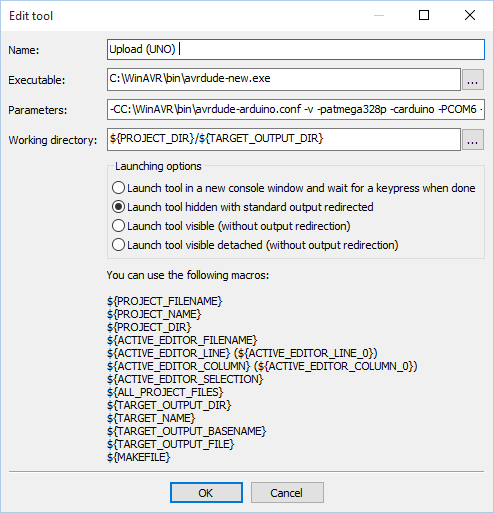 Edit tool
Name:
Upload (UNO)
Executable:
C:\WinAVR\bin\avrdude-new.exe
...
Parameters:
-CC:\WinAVR\bin\avrdude-arduino.conf -v -patmega328p -carduino -PCOM6 -
Working directory:
${PROJECT_DIR}/${TARGET_OUTPUT_DIR}
...
Launching options
Launch tool in a new console window and wait for a keypress when done
Launch tool hidden with standard output redirected
Launch tool visible (without output redirection)
Launch tool visible detached (without output redirection)
You can use the following macros:
${PROJECT_FILENAME}
${PROJECT_NAME}
${PROJECT_DIR}
${ACTIVE_EDITOR_FILENAME}
${ACTIVE_EDITOR_LINE} (${ACTIVE_EDITOR_LINE_0})
${ACTIVE_EDITOR_COLUMN} (${ACTIVE_EDITOR_COLUMN_0})
${ACTIVE_EDITOR_SELECTION}
${ALL_PROJECT_FILES}
${TARGET_OUTPUT_DIR}
${TARGET_NAME}
${TARGET_OUTPUT_BASENAME}
${TARGET_OUTPUT_FILE}
${MAKEFILE}
OK
Cancel